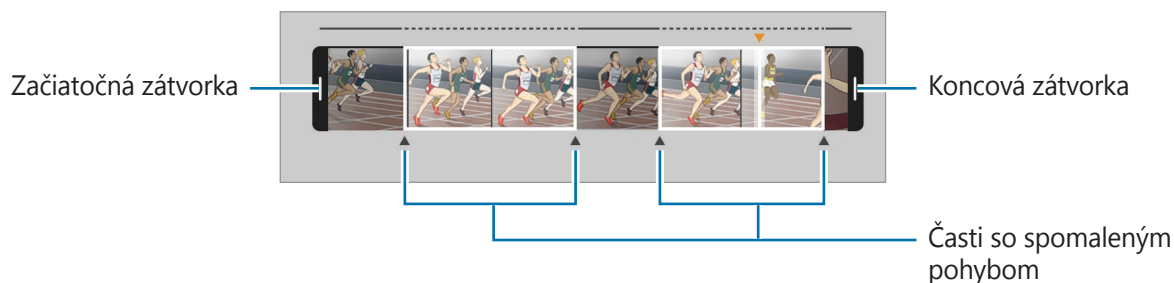 Začiatočná zátvorka
Koncová zátvorka
Časti so spomaleným
pohybom